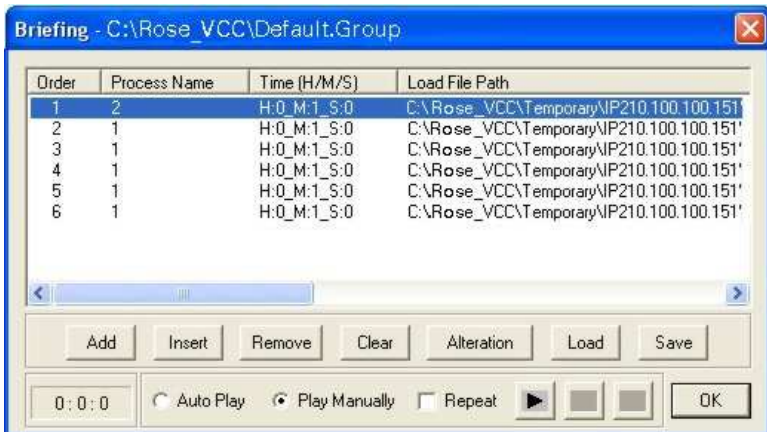 Briefing - C:\Rose_VCC\Default.Group
Order Process Name Time (H/M/S) Load File Path
1 2 H:0_M:1_S:0 C:\Rose_VCC\Temporary\IP210.100.100.151'
2 1 H:0_M:1_S:0 C:\Rose_VCC\Temporary\IP210.100.100.151'
3 1 H:0_M:1_S:0 C:\Rose_VCC\Temporary\IP210.100.100.151'
4 1 H:0_M:1_S:0 C:\Rose_VCC\Temporary\IP210.100.100.151'
5 1 H:0_M:1_S:0 C:\Rose_VCC\Temporary\IP210.100.100.151'
6 1 H:0_M:1_S:0 C:\Rose_VCC\Temporary\IP210.100.100.151'
Add Insert Remove Clear Alteration Load Save
0:0:0 Auto Play Play Manually Repeat OK